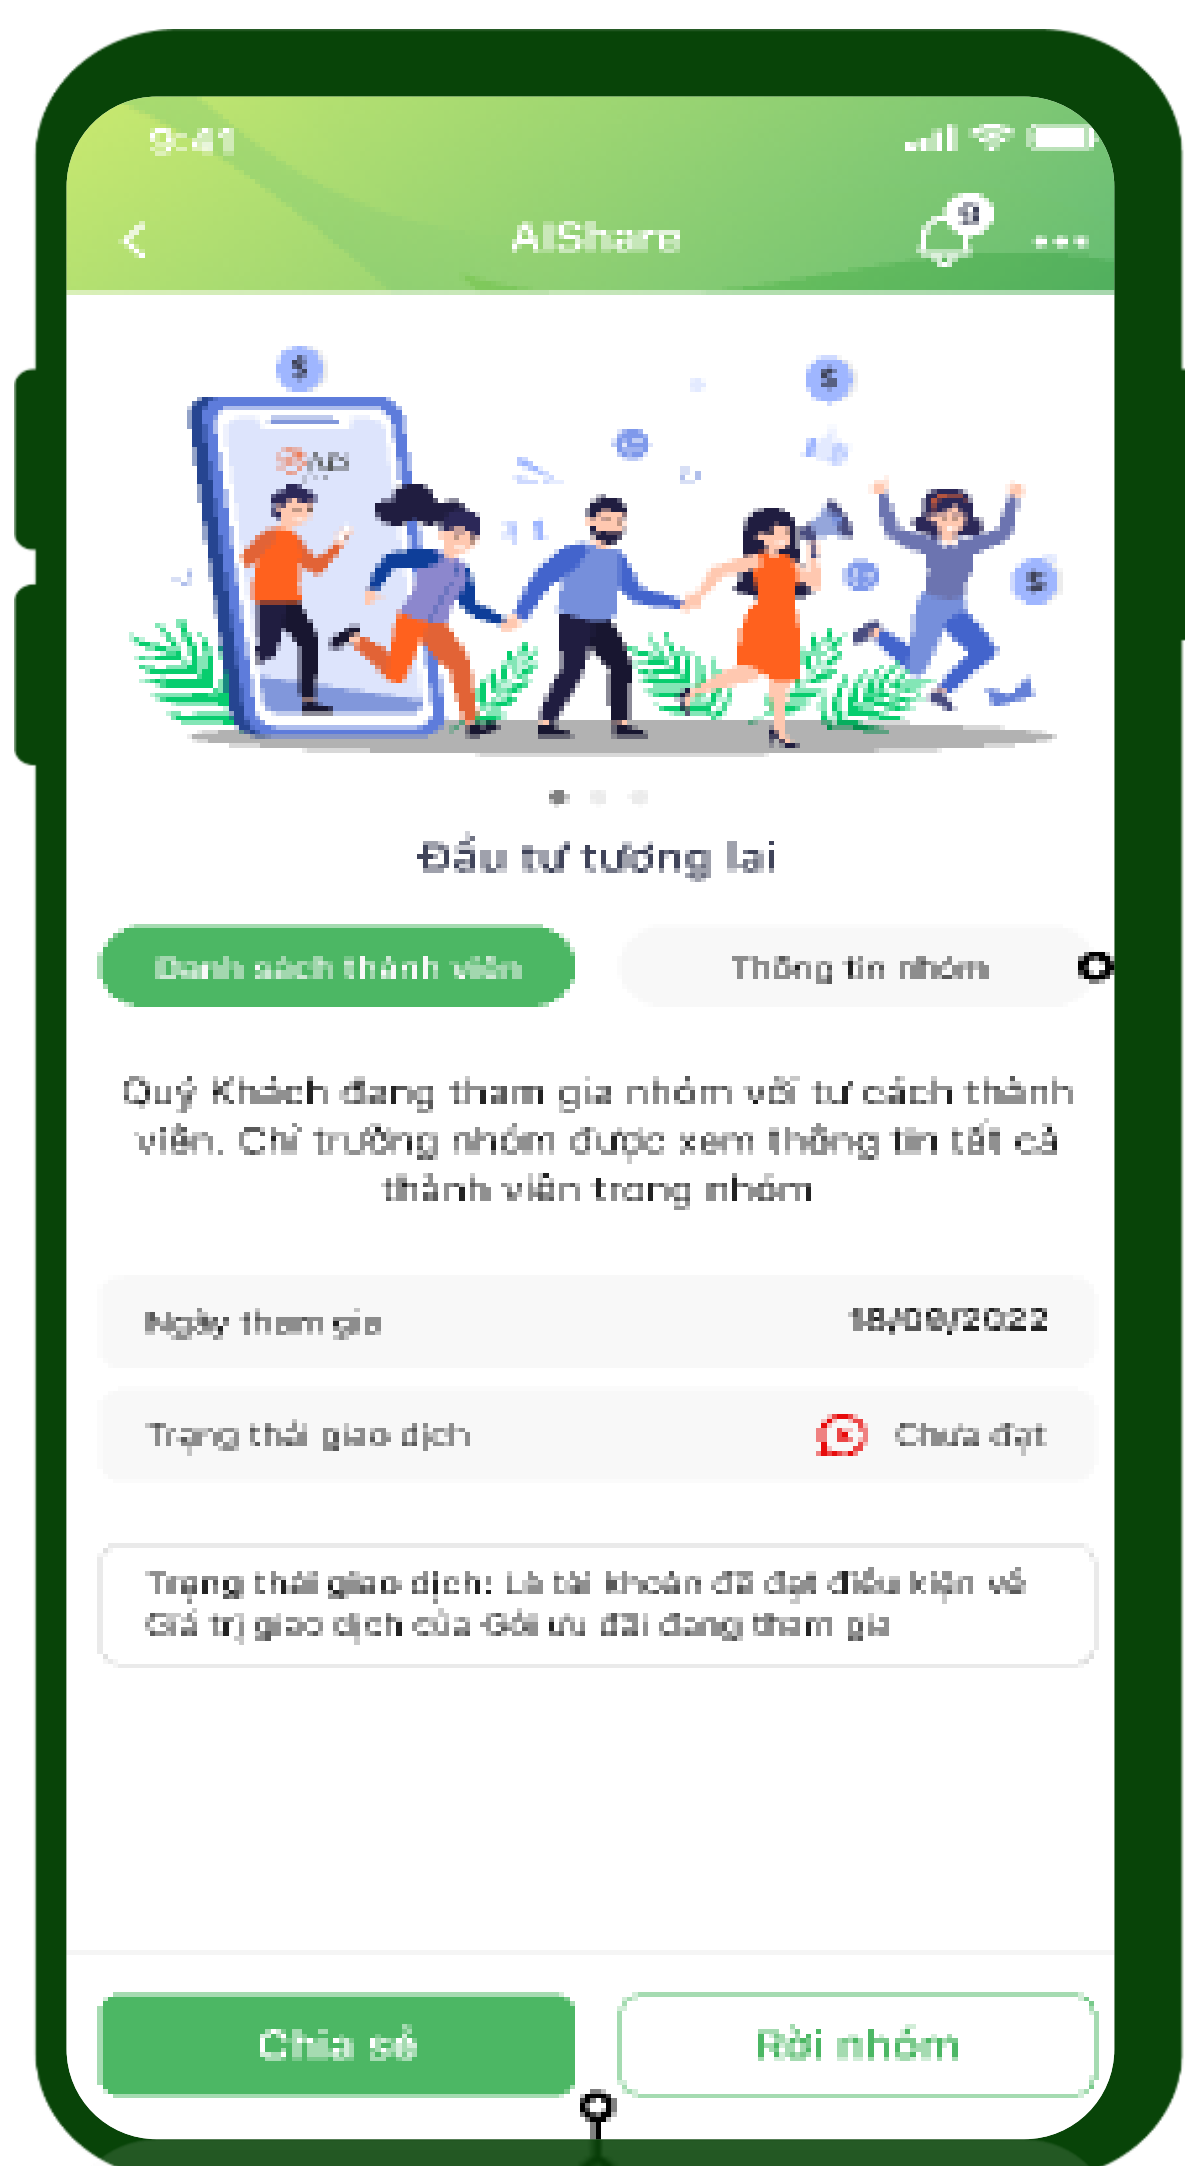 9:41
AIShare
9
$
$
$
Đầu tư tương lai
Danh sách thành viên
Thông tin nhóm
Quý Khách đang tham gia nhóm với tư cách thành
viên. Chỉ trưởng nhóm được xem thông tin tất cả
thành viên trong nhóm
Ngày tham gia
18/09/2022
Trạng thái giao dịch
Chưa đạt
Trạng thái giao dịch: Là tài khoản đã đạt điều kiện về
Giá trị giao dịch của Gói ưu đãi đang tham gia
Chia sẻ
Rời nhóm